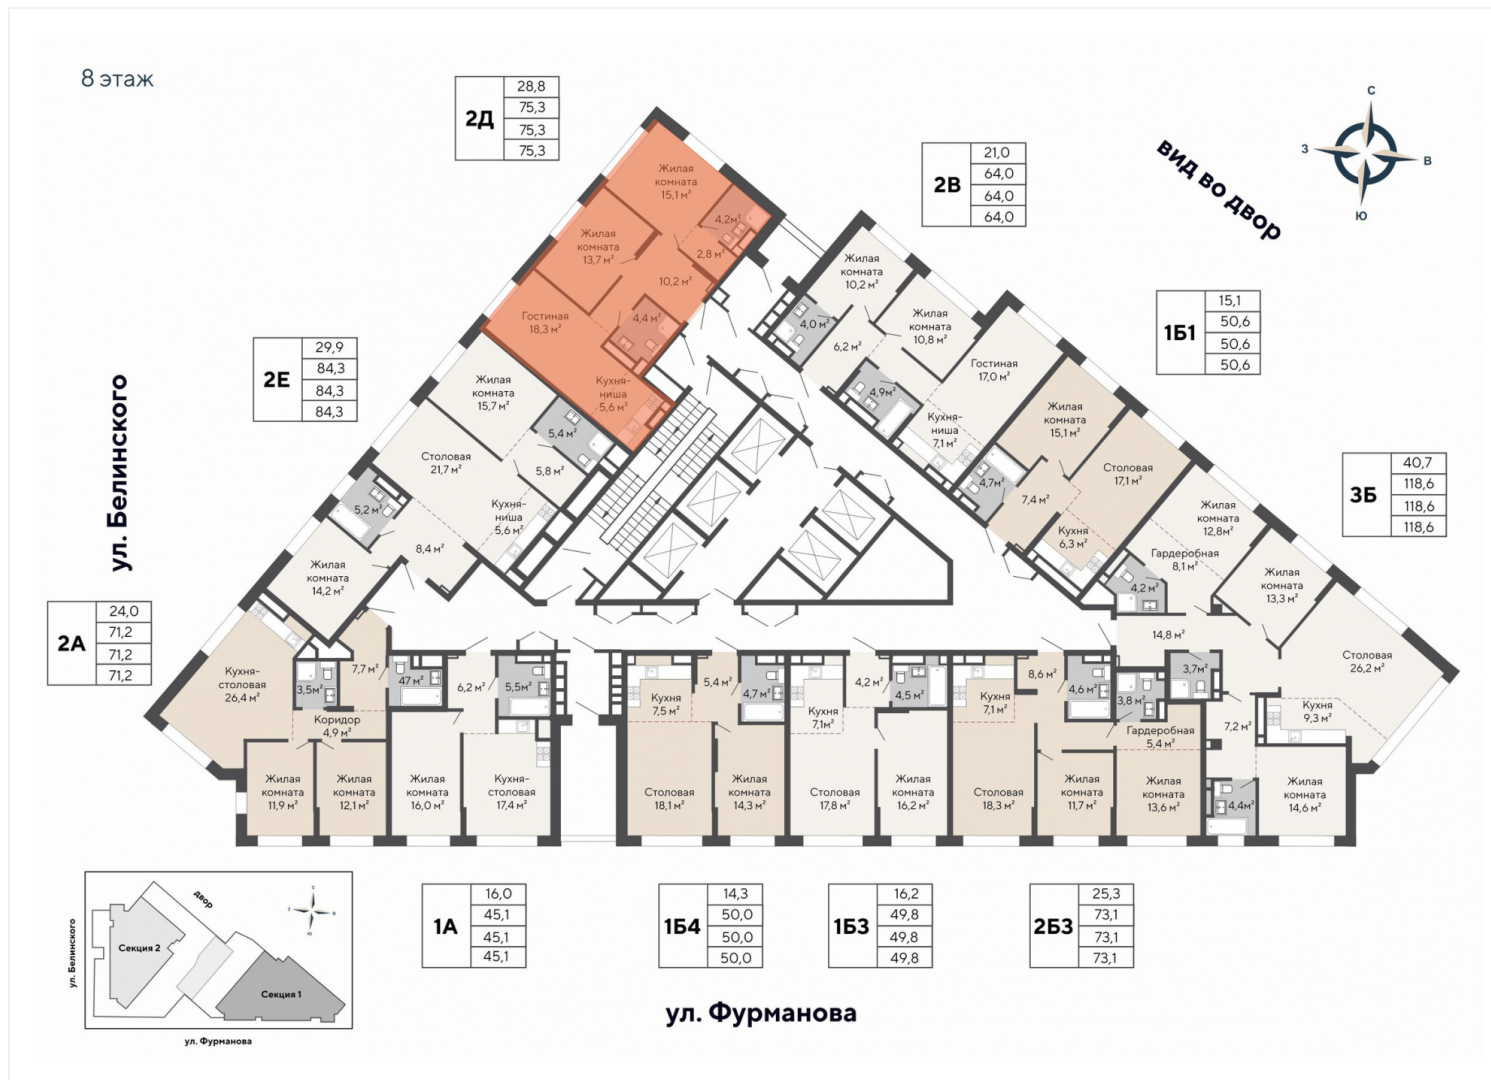 8 этаж
2Д
28,8
75,3
75,3
75,3
2В
21,0
64,0
64,0
64,0
вид во двор
С
З
В
Ю
1Б1
15,1
50,6
50,6
50,6
2Е
29,9
84,3
84,3
84,3
3Б
40,7
118,6
118,6
118,6
2А
24,0
71,2
71,2
71,2
ул. Белинского
Жилая
комната
15,1 м²
4,2м²
2,8 м²
Жилая
комната
13,7 м²
10,2 м²
Гостиная
18,3 м²
4,4 м²
Кухня-
ниша
5,6 м²
Жилая
комната
10,2 м²
4,0 м²
6,2 м²
Жилая
комната
10,8 м²
4,9м²
Гостиная
17,0 м²
Кухня-
ниша
7,1 м²
Жилая
комната
15,1 м²
4,7м²
7,4 м²
Столовая
17,1 м²
Кухня
6,3 м²
Жилая
комната
15,7 м²
5,4 м²
5,8 м²
Столовая
21,7 м²
Кухня-
ниша
5,6 м²
5,2 м²
8,4 м²
Жилая
комната
14,2 м²
Жилая
комната
12,8м²
Гардеробная
8,1 м²
4,2 м²
Жилая
комната
13,3 м²
14,8 м²
3,7м²
Столовая
26,2 м²
Кухня
9,3 м²
7,2 м²
4,4м²
Жилая
комната
14,6 м²
Кухня-
столовая
26,4 м²
3,5м²
7,7 м²
Коридор
4,9 м²
Жилая
комната
11,9 м²
Жилая
комната
12,1 м²
47 м²
6,2 м²
5,5м²
Жилая
комната
16,0 м²
Кухня-
столовая
17,4 м²
Кухня
7,5 м²
5,4 м²
4,7 м²
Столовая
18,1 м²
Жилая
комната
14,3 м²
Кухня
7,1м²
4,2 м²
4,5 м²
Столовая
17,8 м²
Жилая
комната
16,2 м²
Кухня
7,1 м²
8,6 м²
4,6 м²
3,8 м²
Столовая
18,3 м²
Жилая
комната
11,7 м²
Гардеробная
5,4 м²
Жилая
комната
13,6 м²
1А
16,0
45,1
45,1
45,1
1Б4
14,3
50,0
50,0
50,0
1Б3
16,2
49,8
49,8
49,8
2Б3
25,3
73,1
73,1
73,1
ул. Фурманова
двор
С
З
В
Ю
Секция 2
Секция 1
ул. Белинского
ул. Фурманова